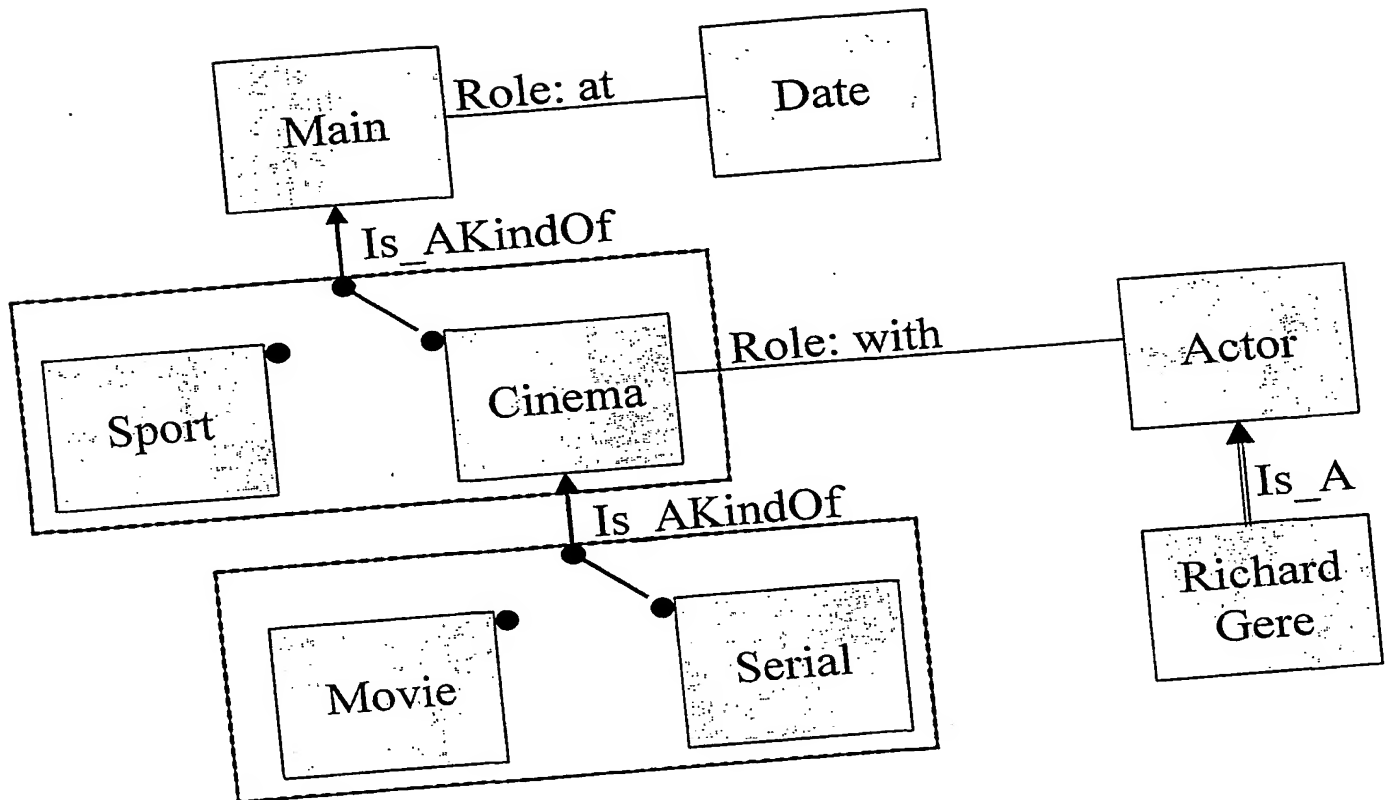 Main
Role: at
Date
Is_AKindOf
Sport
Cinema
Role: with
Actor
Is_AKindOf
Is_A
Movie
Serial
Richard
Gere